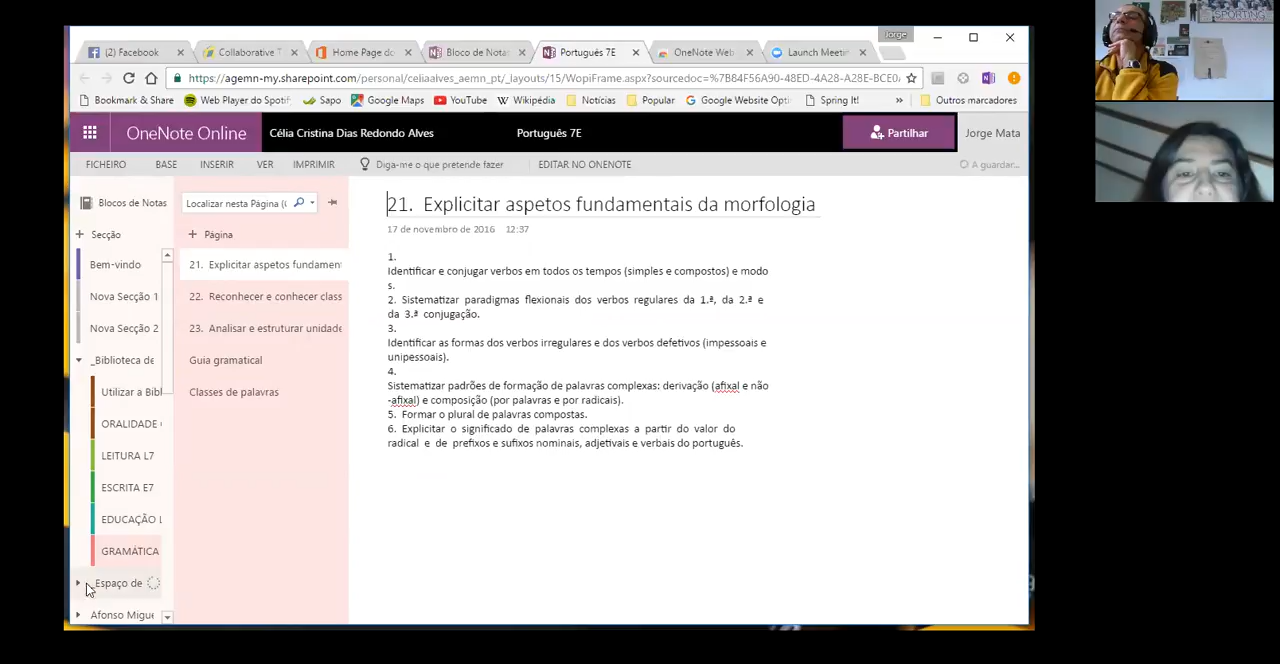 Jorge
(2) Facebook
Collaborative T
Home Page do
Bloco de Nota
Português 7E
OneNote Web
Launch Meeti
https://agemn-my.sharepoint.com/personal/celiaalves_aemn_pt/_layouts/15/WopiFrame.aspx?sourcedoc=%7B84F56A90-48ED-4A28-A28E-BCE0
Bookmark & Share
Web Player do Spotif
Sapo
Google Maps
YouTube
Wikipédia
Notícias
Popular
Google Website Opti
Spring It!
»
Outros marcadores
OneNote Online
Célia Cristina Dias Redondo Alves
Português 7E
Partilhar
Jorge Mata
FICHEIRO
BASE
INSERIR
VER
IMPRIMIR
Diga-me o que pretende fazer
EDITAR NO ONENOTE
A guardar...
Blocos de Notas
+ Secção
Bem-vindo
Nova Secção 1
Nova Secção 2
_Biblioteca de
Utilizar a Bibl
ORALIDADE
LEITURA L7
ESCRITA E7
EDUCAÇÃO L
GRAMÁTICA
_Espaço de
Afonso Migue
Localizar nesta Página (
+ Página
21. Explicitar aspetos fundamen
22. Reconhecer e conhecer class
23. Analisar e estruturar unidade
Guia gramatical
Classes de palavras
21. Explicitar aspetos fundamentais da morfologia
17 de novembro de 2016 12:37
1.
Identificar e conjugar verbos em todos os tempos (simples e compostos) e modo
s.
2. Sistematizar paradigmas flexionais dos verbos regulares da 1.ª, da 2.ª e
da 3.ª conjugação.
3.
Identificar as formas dos verbos irregulares e dos verbos defetivos (impessoais e
unipessoais).
4.
Sistematizar padrões de formação de palavras complexas: derivação (afixal e não
-afixal) e composição (por palavras e por radicais).
5. Formar o plural de palavras compostas.
6. Explicitar o significado de palavras complexas a partir do valor do
radical e de prefixos e sufixos nominais, adjetivais e verbais do português.
SPORTING